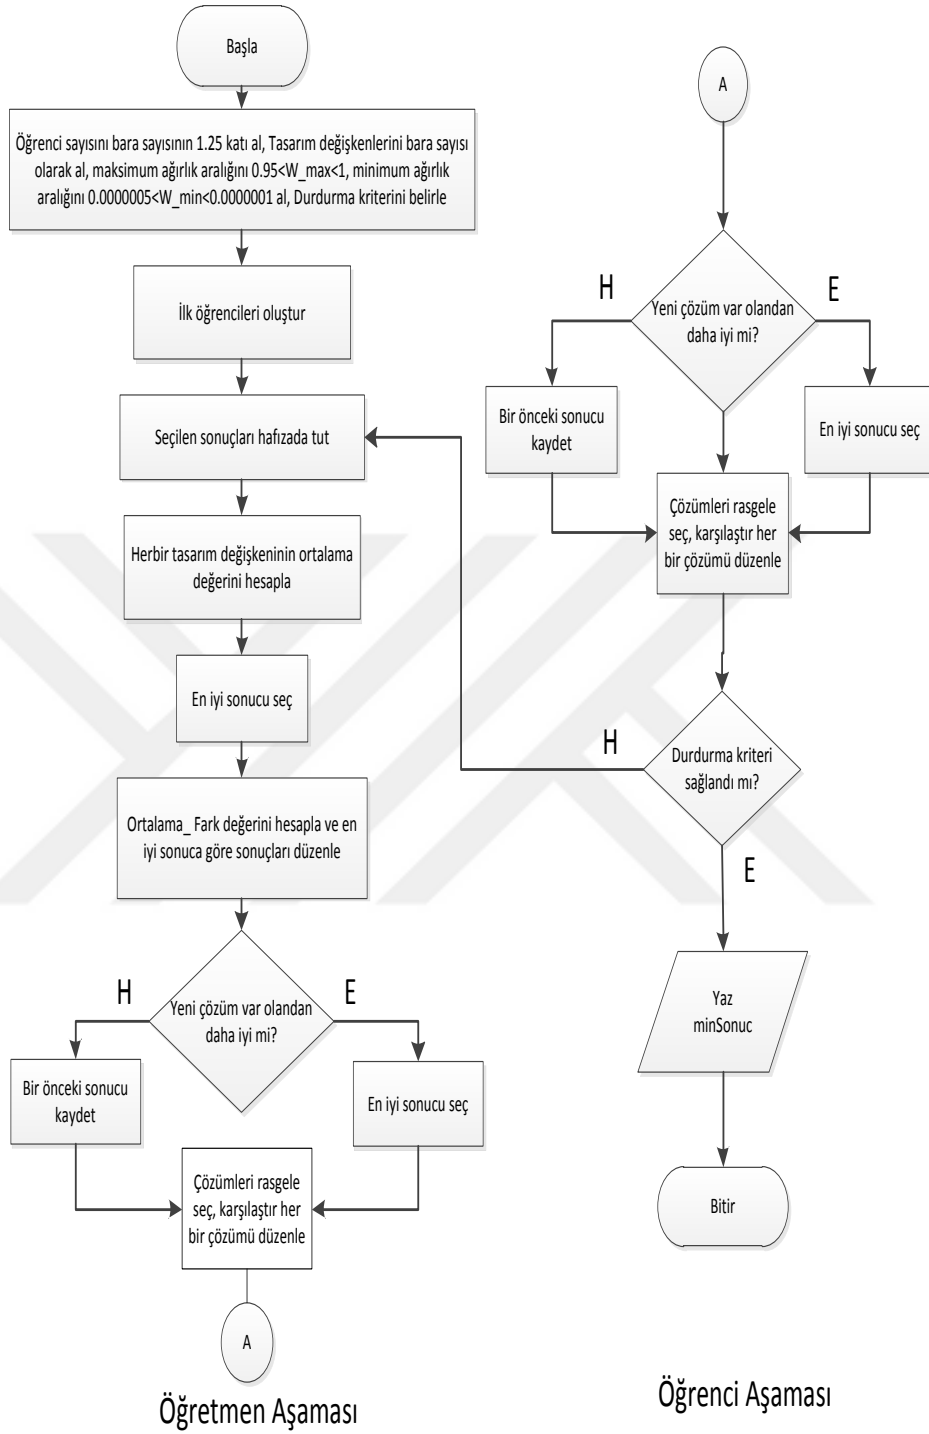 Başla
Öğrenci sayısını bara sayısının 1.25 katı al, Tasarım değişkenlerini bara sayısı
olarak al, maksimum ağırlık aralığını 0.95<W_max<1, minimum ağırlık
aralığını 0.0000005<W_min<0.0000001 al, Durdurma kriterini belirle
İlk öğrencileri oluştur
Seçilen sonuçları hafızada tut
Herbir tasarım değişkeninin ortalama
değerini hesapla
En iyi sonucu seç
Ortalama_ Fark değerini hesapla ve en
iyi sonuca göre sonuçları düzenle
H
E
Yeni çözüm var olandan
daha iyi mi?
Bir önceki sonucu
kaydet
En iyi sonucu seç
Çözümleri rasgele
seç, karşılaştır her
bir çözümü düzenle
A
Öğretmen Aşaması
A
H
E
Yeni çözüm var olandan
daha iyi mi?
Bir önceki sonucu
kaydet
En iyi sonucu seç
Çözümleri rasgele
seç, karşılaştır her
bir çözümü düzenle
H
Durdurma kriteri
sağlandı mı?
E
Yaz
minSonuc
Bitir
Öğrenci Aşaması